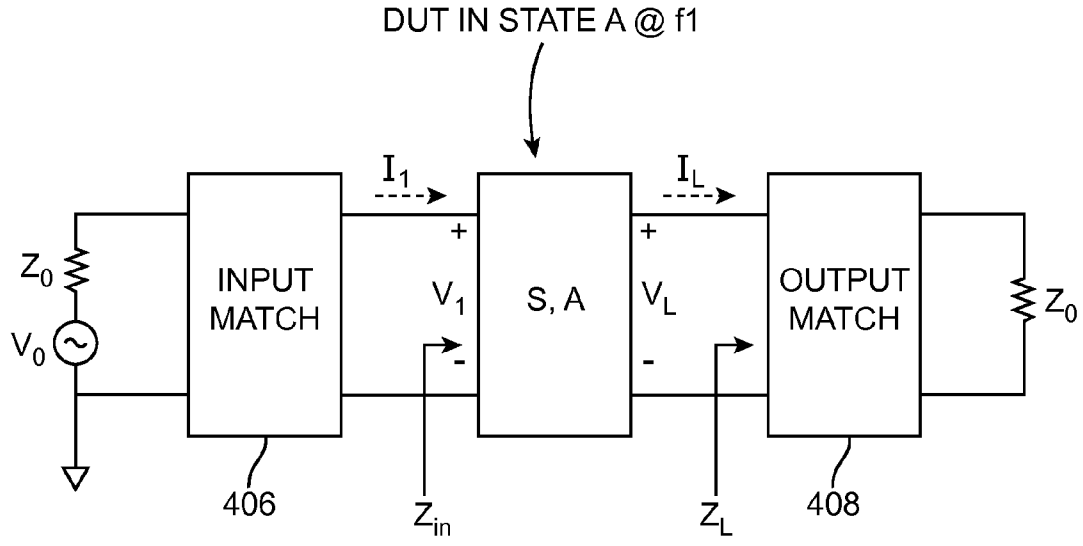 DUT IN STATE A @ f1
I1
IL
+
+
Z0
INPUT
MATCH
V1
S, A
VL
OUTPUT
MATCH
Z0
V0
-
-
406
Zin
ZL
408